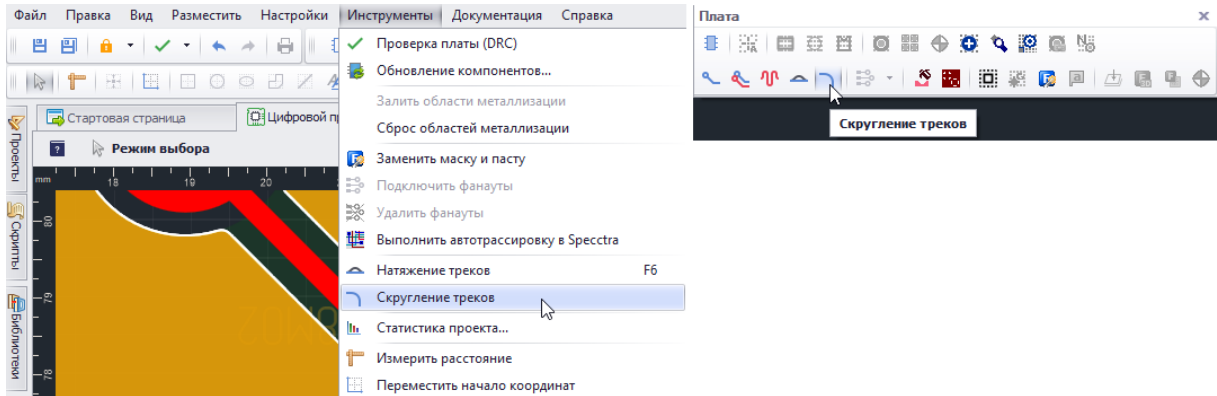 Файл Правка Вид Разместить Настройки Инструменты Документация Справка
Проверка платы (DRC)
Обновление компонентов...
Залить области металлизации
Сброс областей металлизации
Заменить маску и пасту
Подключить фанауты
Удалить фанауты
Выполнить автотрассировку в Specctra
Натяжение треков F6
Скругление треков
Статистика проекта...
Измерить расстояние
Переместить начало координат
Стартовая страница Цифровой п
Режим выбора
mm 18 19 20
80
79
78
Проекты
Скрипты
Библиотеки
Плата x
Скругление треков